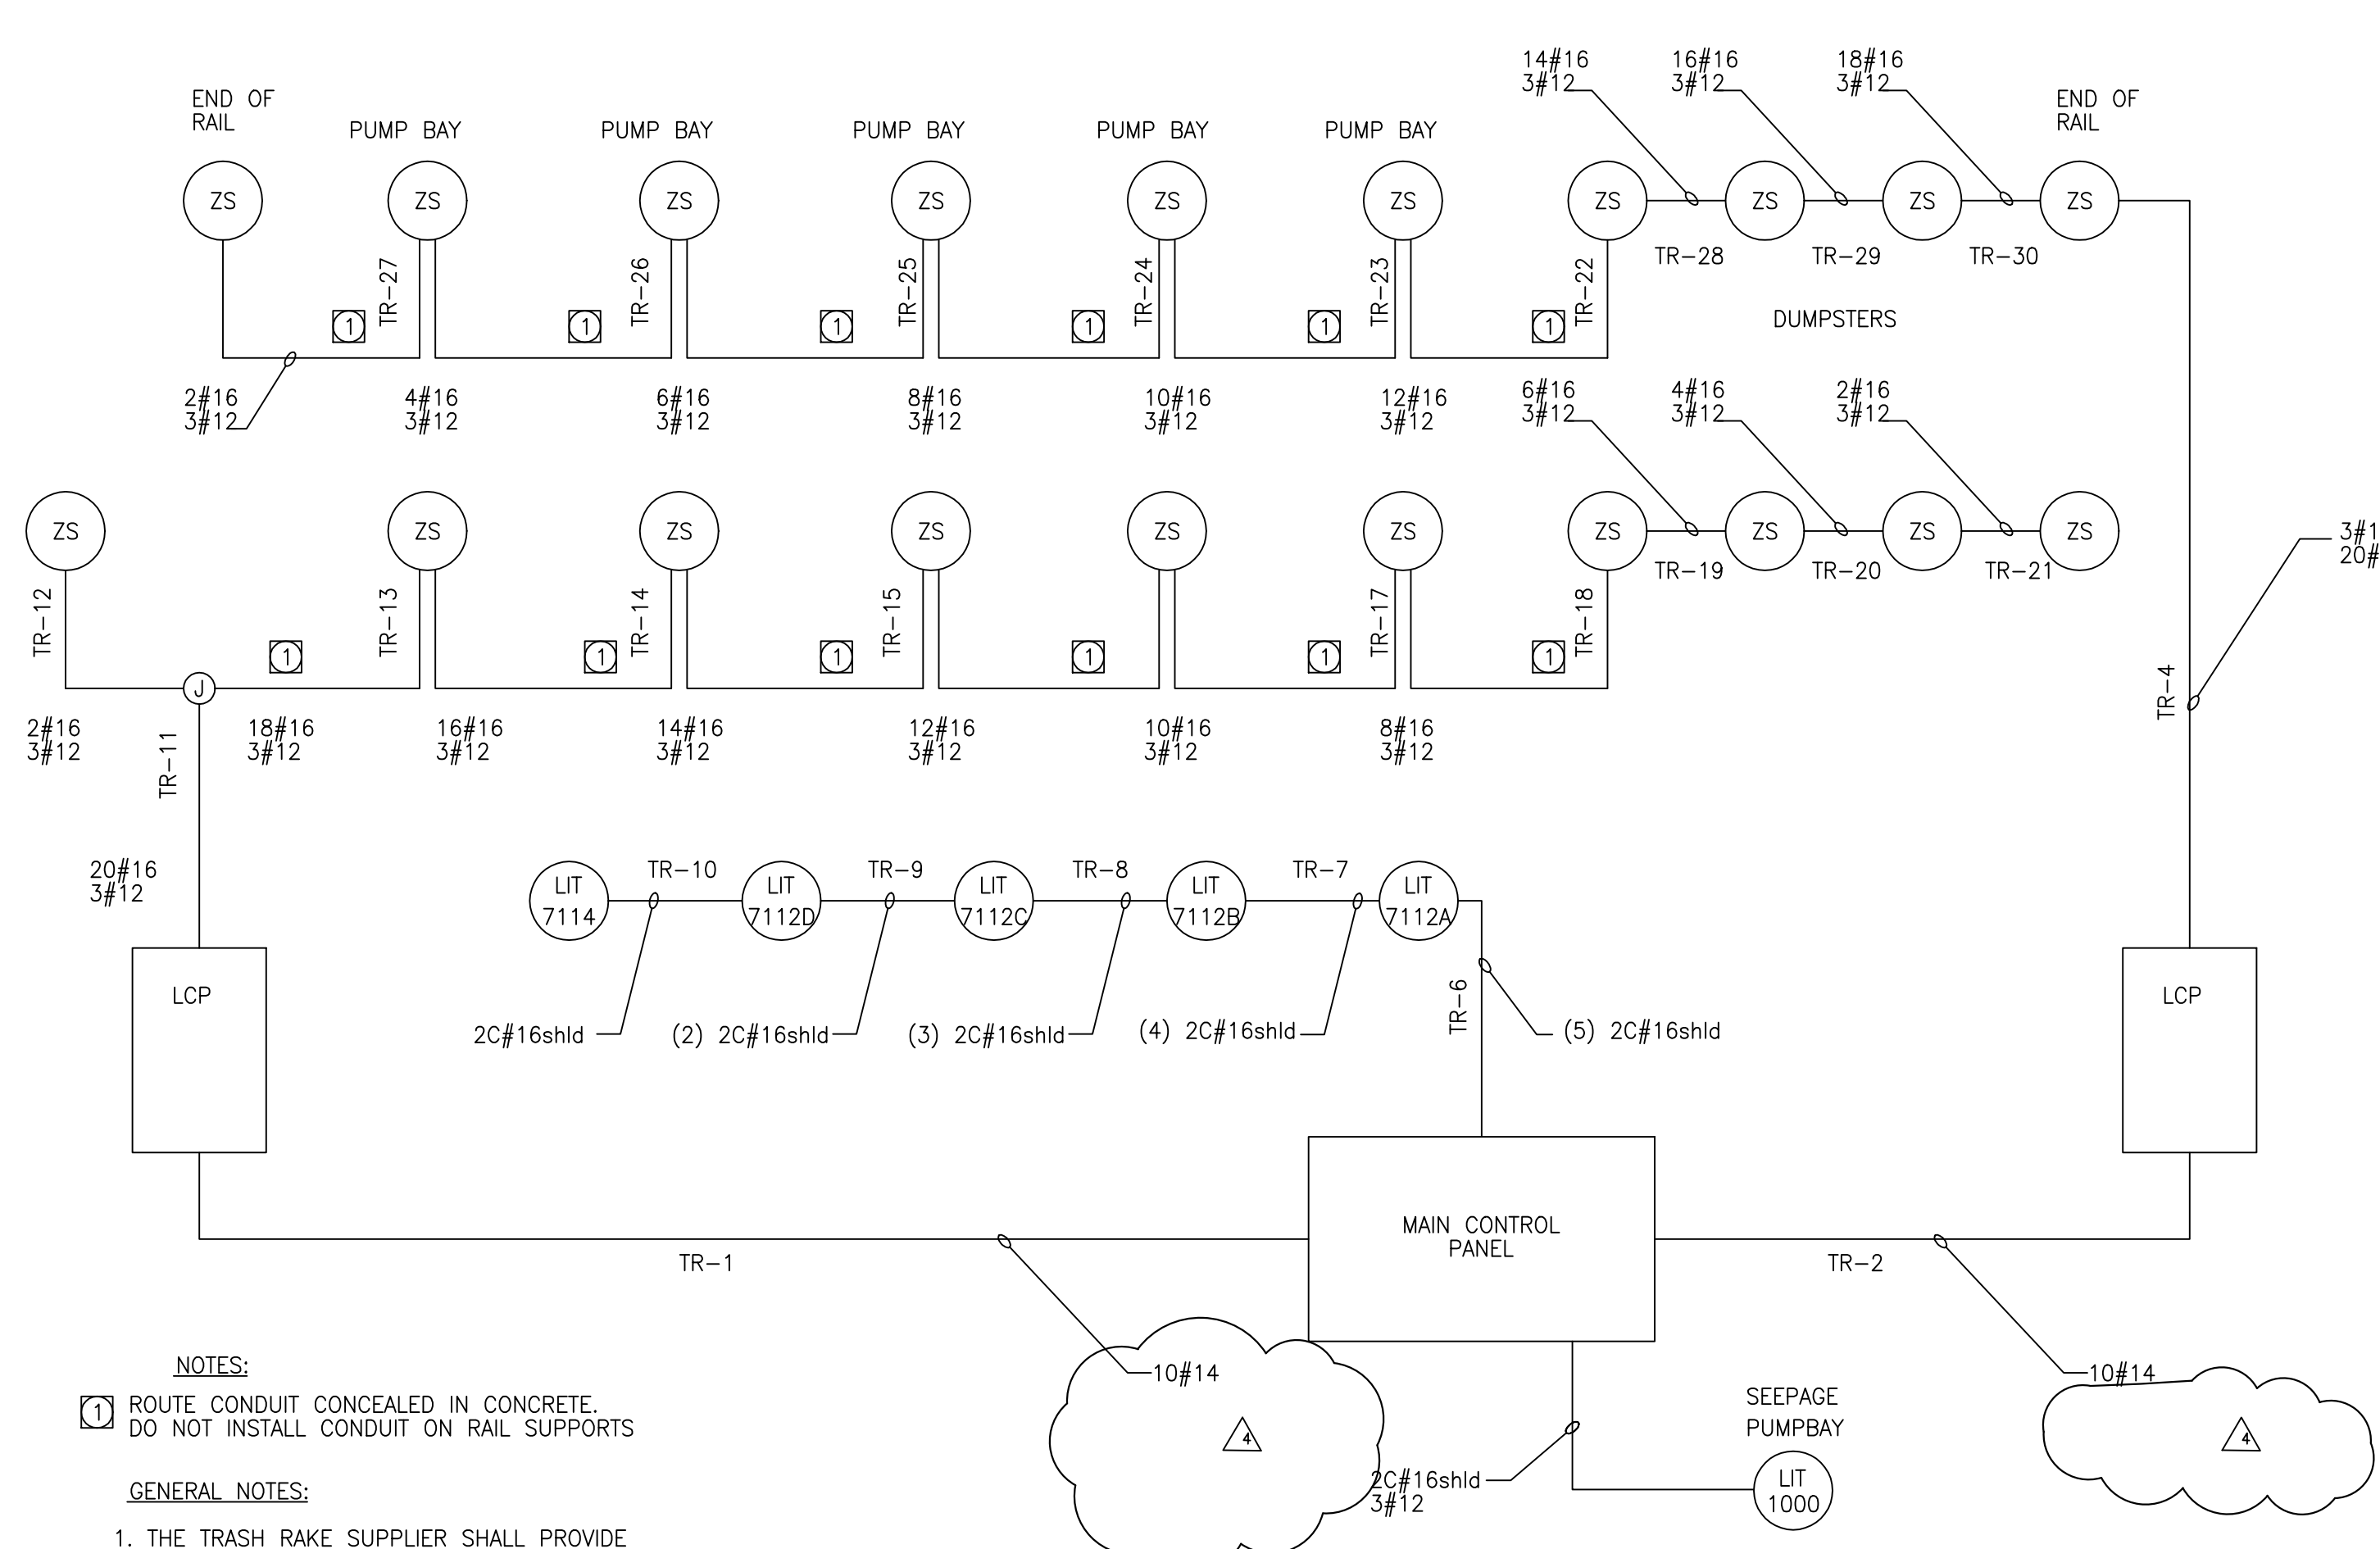 14#16
3#12
16#16
3#12
18#16
3#12
END OF
RAIL
PUMP BAY
PUMP BAY
PUMP BAY
PUMP BAY
PUMP BAY
END OF
RAIL
ZS
ZS
ZS
ZS
ZS
ZS
ZS
ZS
ZS
ZS
TR-28
TR-29
TR-30
TR-27
TR-26
TR-25
TR-24
TR-23
TR-22
1
1
1
1
1
1
DUMPSTERS
2#16
3#12
4#16
3#12
6#16
3#12
8#16
3#12
10#16
3#12
12#16
3#12
6#16
3#12
4#16
3#12
2#16
3#12
ZS
ZS
ZS
ZS
ZS
ZS
ZS
ZS
ZS
ZS
3#1
20#
TR-19
TR-20
TR-21
TR-12
TR-13
TR-14
TR-15
TR-17
TR-18
1
1
1
1
1
1
J
TR-4
2#16
3#12
TR-11
18#16
3#12
16#16
3#12
14#16
3#12
12#16
3#12
10#16
3#12
8#16
3#12
20#16
3#12
TR-10
TR-9
TR-8
TR-7
LIT
7114
LIT
7112D
LIT
7112C
LIT
7112B
LIT
7112A
LCP
LCP
TR-6
2C#16shld
(2) 2C#16shld
(3) 2C#16shld
(4) 2C#16shld
(5) 2C#16shld
MAIN CONTROL
PANEL
TR-1
TR-2
10#14
10#14
NOTES:
1 ROUTE CONDUIT CONCEALED IN CONCRETE.
DO NOT INSTALL CONDUIT ON RAIL SUPPORTS
4
4
SEEPAGE
PUMPBAY
2C#16shld
3#12
LIT
1000
GENERAL NOTES:
1. THE TRASH RAKE SUPPLIER SHALL PROVIDE